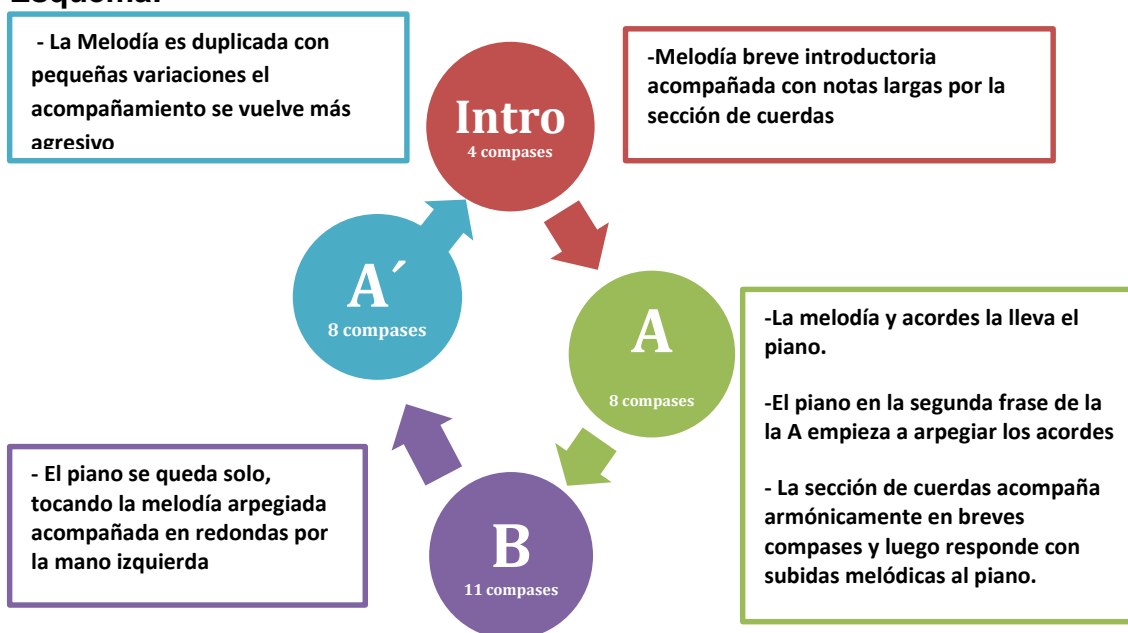 Esquema:
- La Melodía es duplicada con
pequeñas variaciones el
acompañamiento se vuelve más
agresivo
Intro
4 compases
-Melodía breve introductoria
acompañada con notas largas por la
sección de cuerdas
A´
8 compases
A
8 compases
-La melodía y acordes la lleva el
piano.
-El piano en la segunda frase de la
la A empieza a arpegiar los acordes
- La sección de cuerdas acompaña
armónicamente en breves
compases y luego responde con
subidas melódicas al piano.
- El piano se queda solo,
tocando la melodía arpegiada
acompañada en redondas por
la mano izquierda
B
11 compases